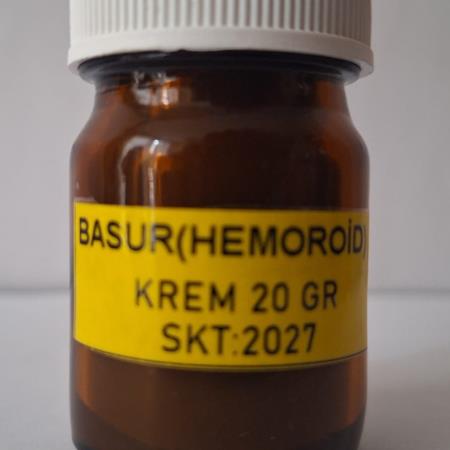 BASUR(HEMOROİD)
KREM 20 GR
SKT:2027